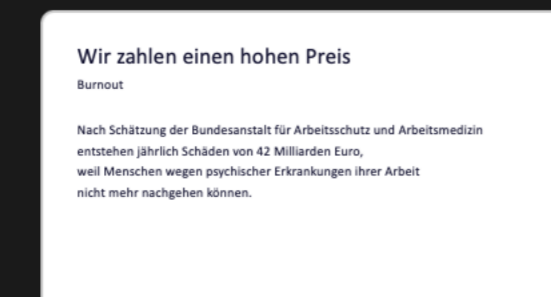 Wir zahlen einen hohen Preis
Burnout
Nach Schätzung der Bundesanstalt für Arbeitsschutz und Arbeitsmedizin
entstehen jährlich Schäden von 42 Milliarden Euro,
weil Menschen wegen psychischer Erkrankungen ihrer Arbeit
nicht mehr nachgehen können.